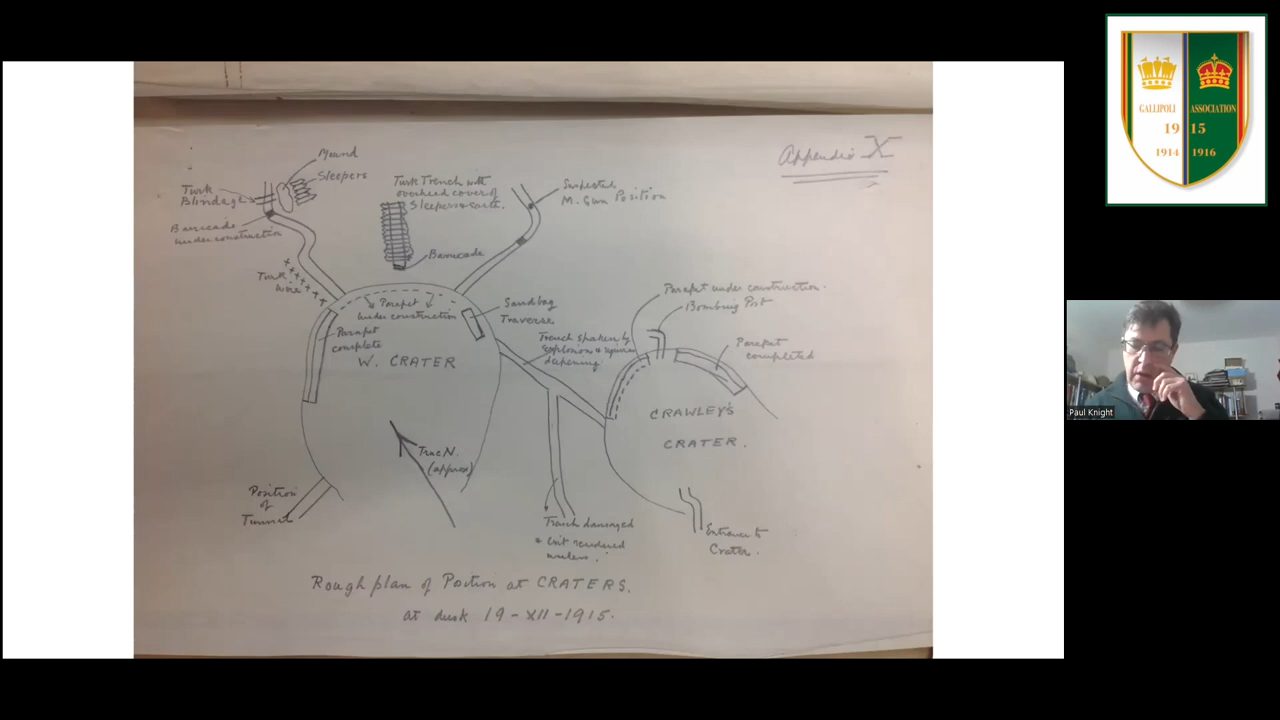 Appendix X
Mound
Sleepers
Turk
Blindage
Barricade
under construction
Turk Trench with
overhead cover of
Sleepers & earth.
Suspected
M. Gun Position
Barricade
Turk
wire
Parapet
under construction
Sandbag
Traverse
Parapet
complete
W. CRATER
Trench shaken by
explosion &
deepening
Parapet under construction.
Bombing Post
Parapet
completed
CRAWLEY'S
CRATER.
True N.
(approx)
Position
of
Tunnel
Trench damaged
& exit rendered
useless.
Entrance to
Crater.
Rough plan of Position at CRATERS.
at dusk 19-XII-1915.
GALLIPOLI ASSOCIATION
19 15
1914 1916
Paul Knight